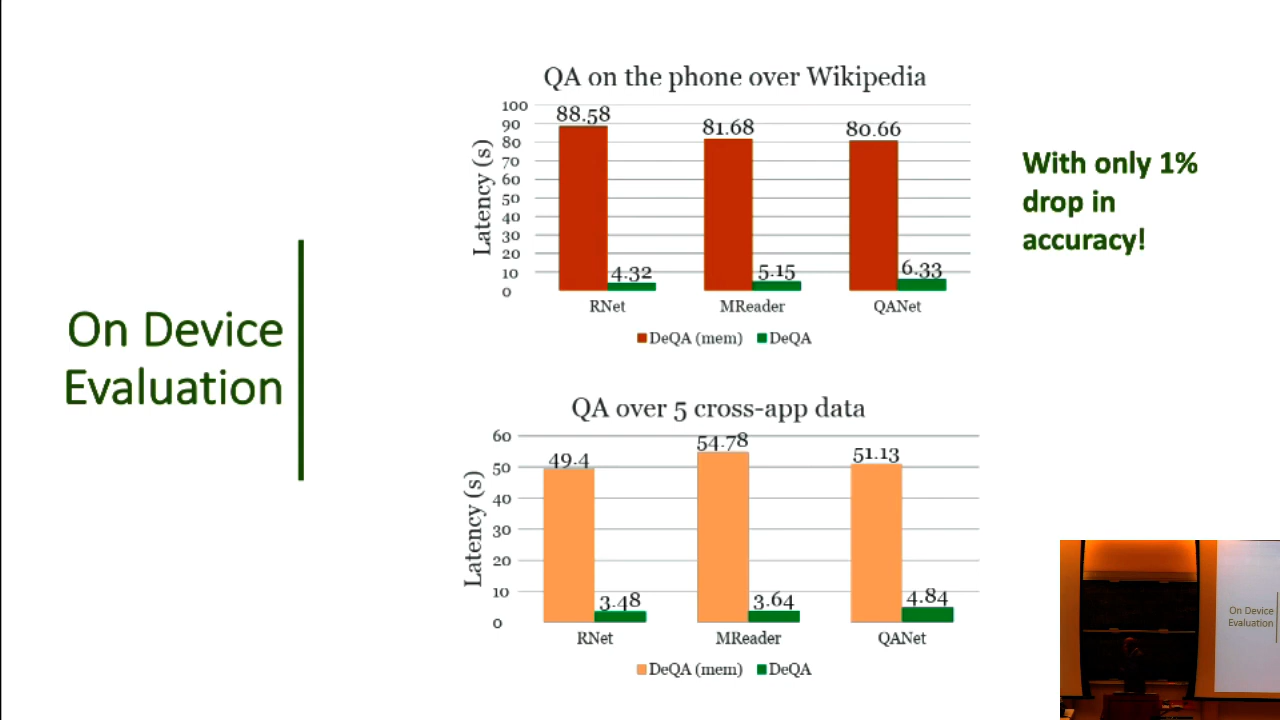 On Device
Evaluation
QA on the phone over Wikipedia
Latency (s)
100
90
80
70
60
50
40
30
20
10
0
88.58
4.32
81.68
5.15
80.66
6.33
RNet
MReader
QANet
DeQA (mem)
DeQA
With only 1%
drop in
accuracy!
QA over 5 cross-app data
Latency (s)
60
50
40
30
20
10
0
49.4
3.48
54.78
3.64
51.13
4.84
RNet
MReader
QANet
DeQA (mem)
DeQA
On Device
Evaluation